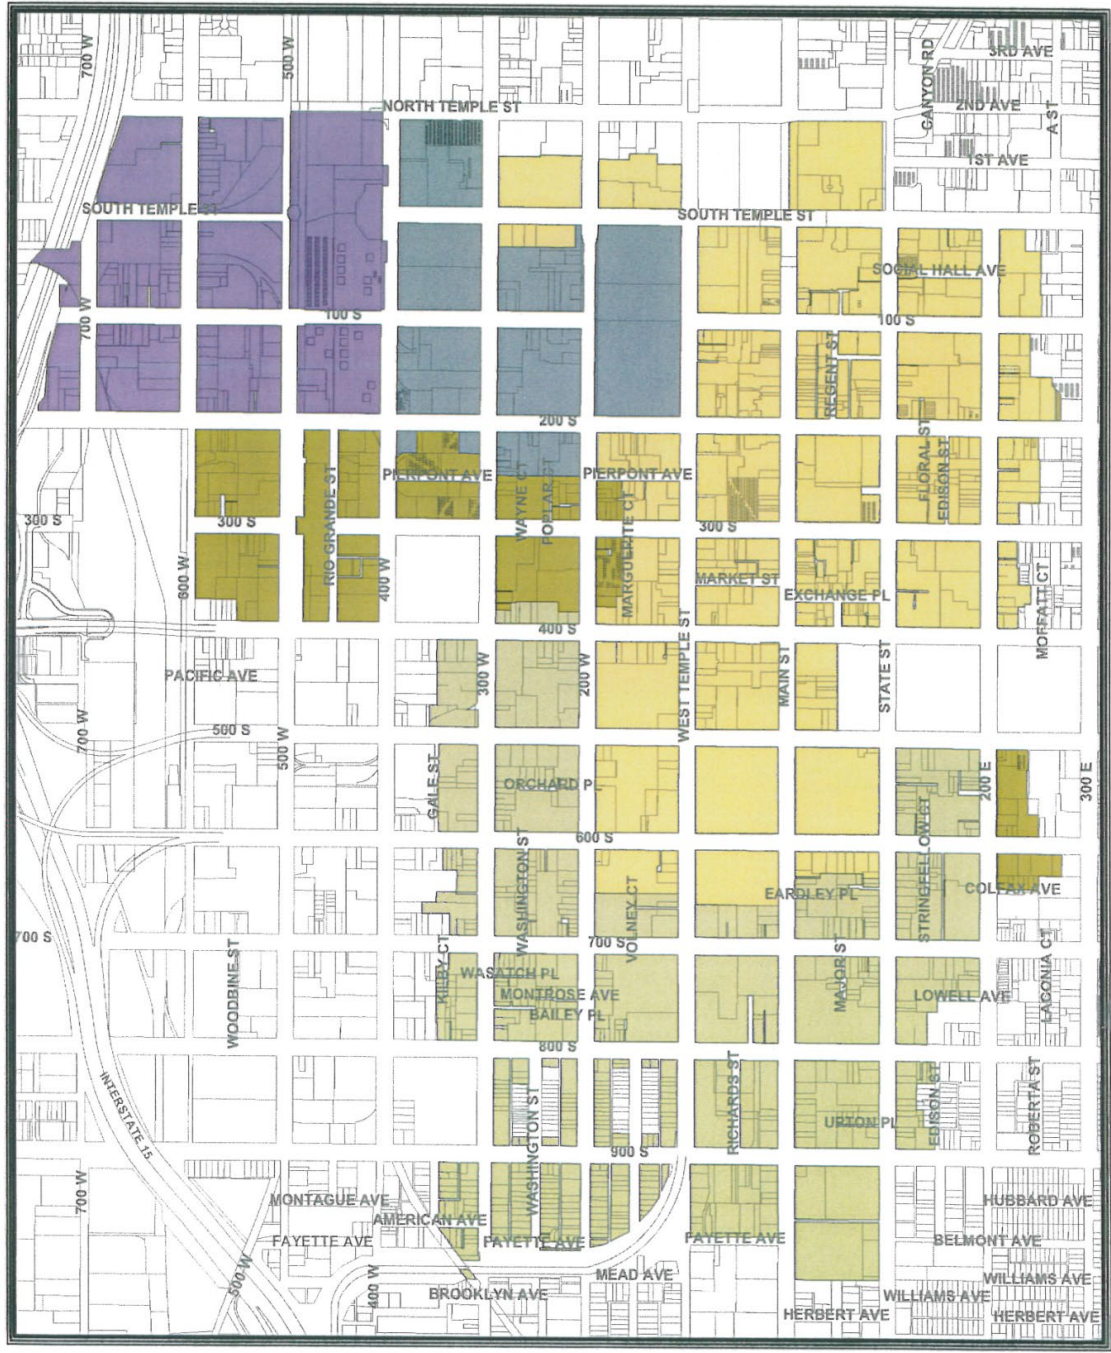 700 W
500 W
CANYON RD
3RD AVE
NORTH TEMPLE ST
2ND AVE
A ST
1ST AVE
SOUTH TEMPLE ST
SOUTH TEMPLE ST
SOCIAL HALL AVE
700 W
100 S
100 S
REGENT ST
200 S
FLORAL ST
EDISON ST
PIERPONT AVE
WAYNE CT
POPLAR CT
PIERPONT AVE
300 S
300 S
RIO GRANDE ST
MARGUERITE CT
300 S
600 W
400 W
MARKET ST
EXCHANGE PL
MOFFATT CT
400 S
PACIFIC AVE
300 W
200 W
WEST TEMPLE ST
MAIN ST
STATE ST
700 W
500 S
500 W
GALE ST
ORCHARD PL
200 E
300 E
600 S
WASHINGTON ST
STRINGFELLOW CT
VOLNEY CT
EARDLEY PL
COLFAX AVE
700 S
700 S
WOODBINE ST
KILBY CT
WASATCH PL
MONTROSE AVE
BAILEY PL
MAJOR ST
LOWELL AVE
LACONIA CT
800 S
INTERSTATE 15
WASHINGTON ST
RICHARDS ST
UPTON PL
EDISON ST
ROBERTA ST
900 S
700 W
MONTAGUE AVE
HUBBARD AVE
AMERICAN AVE
FAYETTE AVE
FAYETTE AVE
FAYETTE AVE
BELMONT AVE
500 W
400 W
MEAD AVE
WILLIAMS AVE
BROOKLYN AVE
WILLIAMS AVE
HERBERT AVE
HERBERT AVE